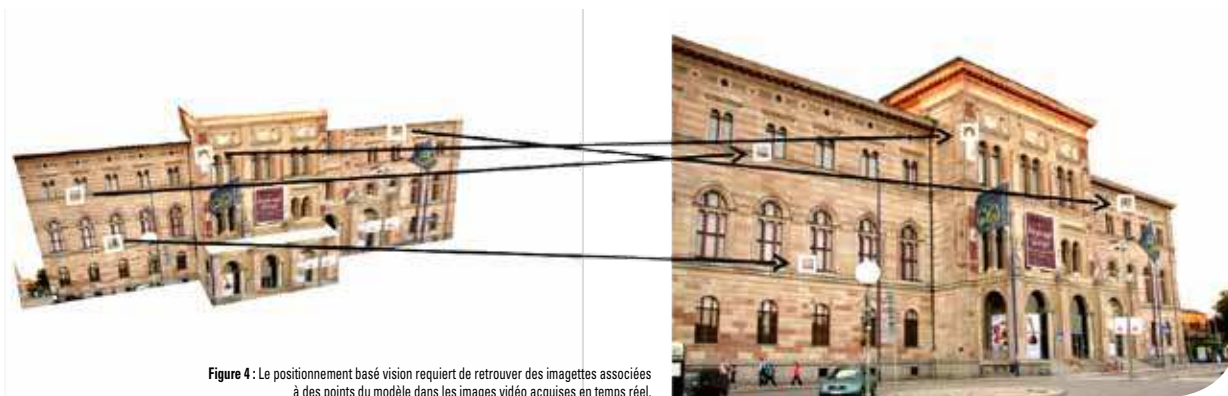 Figure 4 : Le positionnement basé vision requiert de retrouver des imagettes associées
à des points du modèle dans les images vidéo acquises en temps réel.